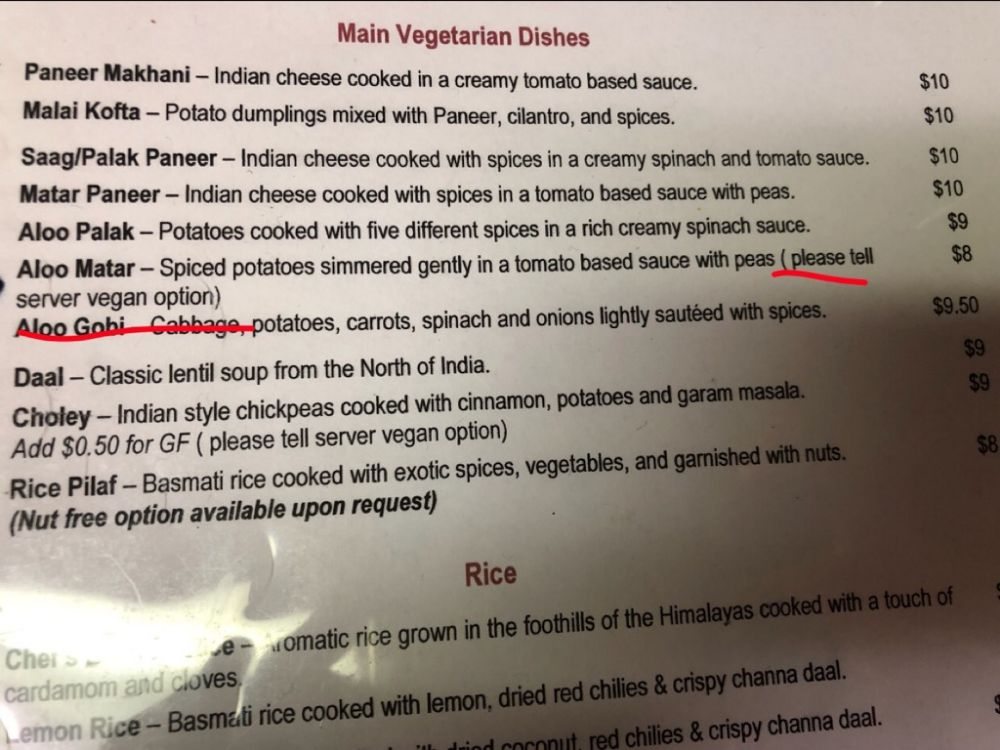 Main Vegetarian Dishes
Paneer Makhani – Indian cheese cooked in a creamy tomato based sauce. $10
Malai Kofta – Potato dumplings mixed with Paneer, cilantro, and spices. $10
Saag/Palak Paneer – Indian cheese cooked with spices in a creamy spinach and tomato sauce. $10
Matar Paneer – Indian cheese cooked with spices in a tomato based sauce with peas. $10
Aloo Palak – Potatoes cooked with five different spices in a rich creamy spinach sauce. $9
Aloo Matar – Spiced potatoes simmered gently in a tomato based sauce with peas ( please tell $8
server vegan option)
Aloo Gobi – Cabbage, potatoes, carrots, spinach and onions lightly sautéed with spices. $9.50
Daal – Classic lentil soup from the North of India. $9
Choley – Indian style chickpeas cooked with cinnamon, potatoes and garam masala. $9
Add $0.50 for GF ( please tell server vegan option)
Rice Pilaf – Basmati rice cooked with exotic spices, vegetables, and garnished with nuts. $8
(Nut free option available upon request)
Rice
– Aromatic rice grown in the foothills of the Himalayas cooked with a touch of
cardamom and cloves.
Lemon Rice – Basmati rice cooked with lemon, dried red chilies & crispy channa daal.
dried coconut, red chilies & crispy channa daal.